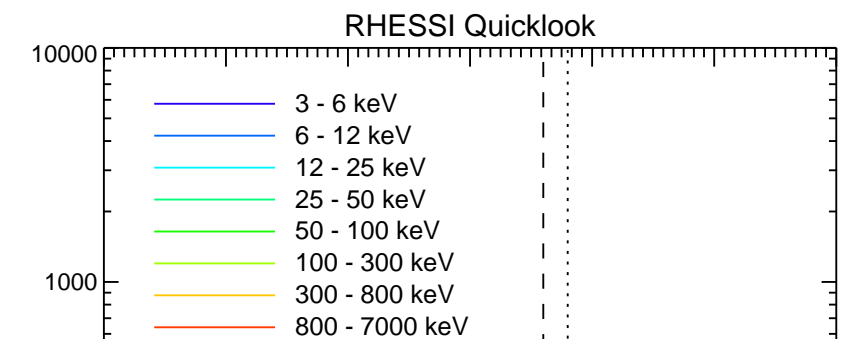 RHESSI Quicklook
10000
3 - 6 keV
6 - 12 keV
12 - 25 keV
25 - 50 keV
50 - 100 keV
100 - 300 keV
1000
300 - 800 keV
800 - 7000 keV